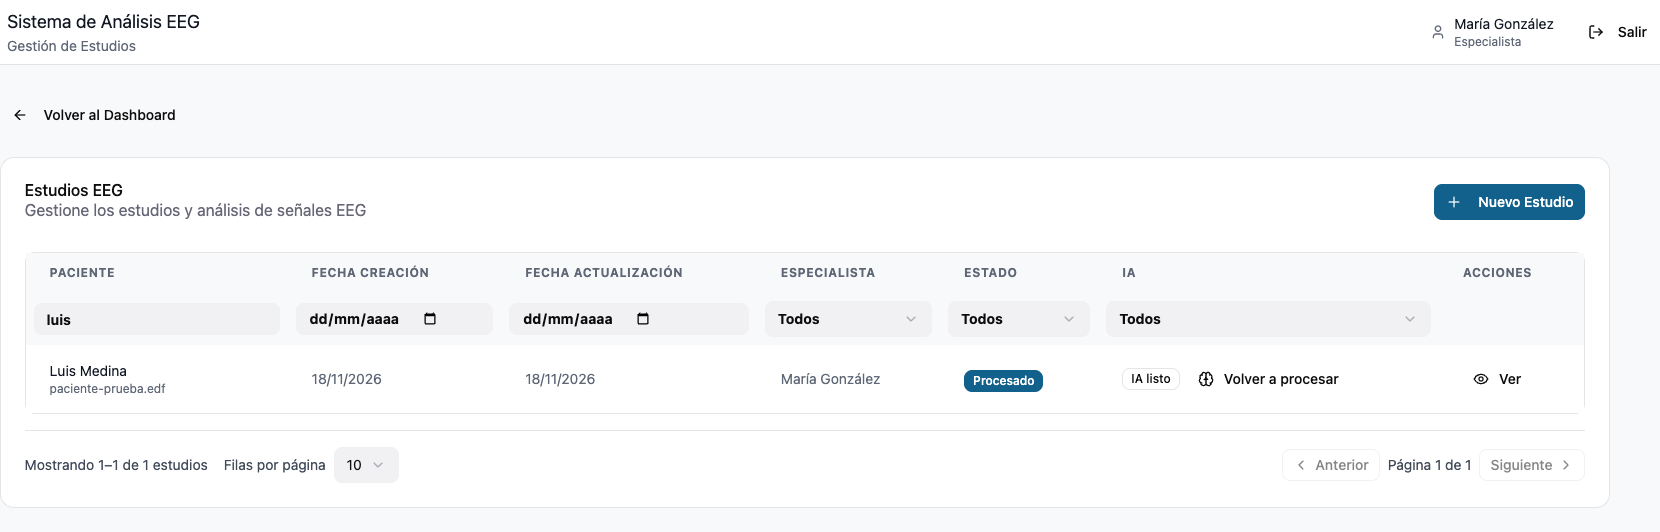 Sistema de Análisis EEG
Gestión de Estudios
María González
Especialista
Salir
Volver al Dashboard
Estudios EEG
Gestione los estudios y análisis de señales EEG
Nuevo Estudio
PACIENTE FECHA CREACIÓN FECHA ACTUALIZACIÓN ESPECIALISTA ESTADO IA ACCIONES
luis dd/mm/aaaa dd/mm/aaaa Todos Todos Todos
Luis Medina
paciente-prueba.edf
18/11/2026 18/11/2026 María González Procesado IA listo Volver a procesar Ver
Mostrando 1–1 de 1 estudios Filas por página 10 Anterior Página 1 de 1 Siguiente